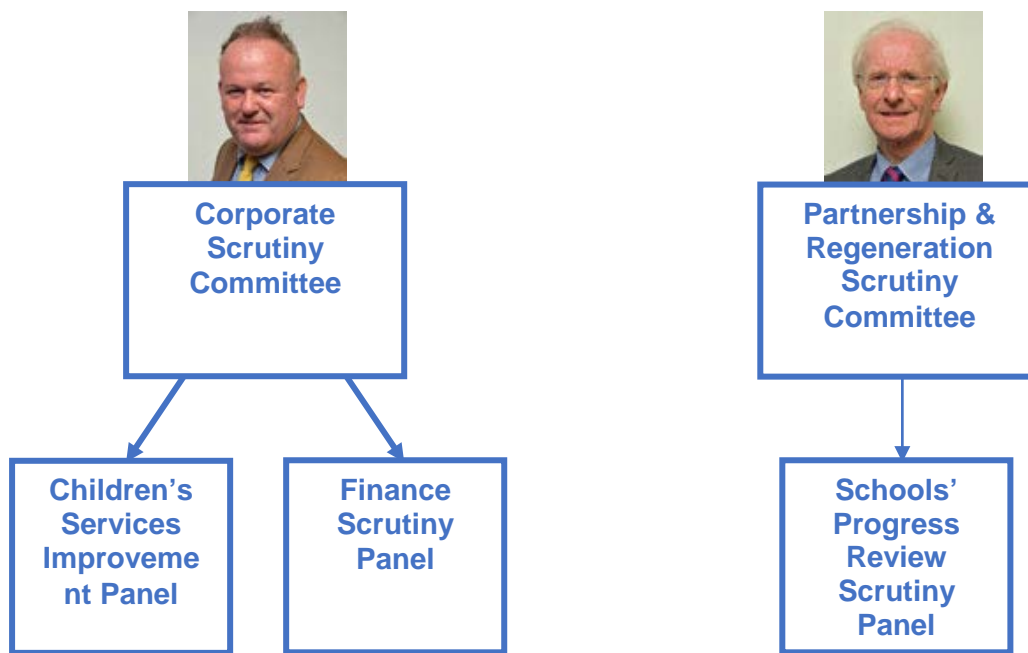 Corporate
Scrutiny
Committee
Partnership &
Regeneration
Scrutiny
Committee
Children’s
Services
Improveme
nt Panel
Finance
Scrutiny
Panel
Schools’
Progress
Review
Scrutiny
Panel